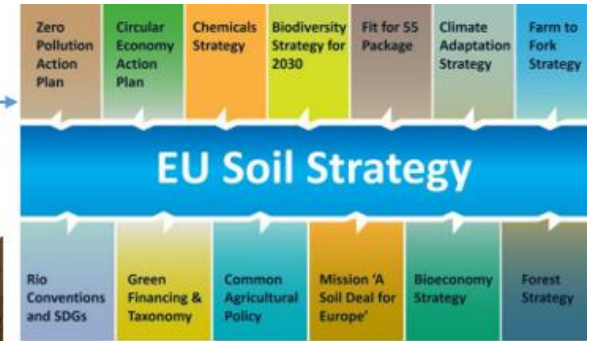 Zero
Pollution
Action
Plan
Circular
Economy
Action
Plan
Chemicals
Strategy
Biodiversity
Strategy for
2030
Fit for 55
Package
Climate
Adaptation
Strategy
Farm to
Fork
Strategy
EU Soil Strategy
Rio
Conventions
and SDGs
Green
Financing &
Taxonomy
Common
Agricultural
Policy
Mission ‘A
Soil Deal for
Europe’
Bioeconomy
Strategy
Forest
Strategy